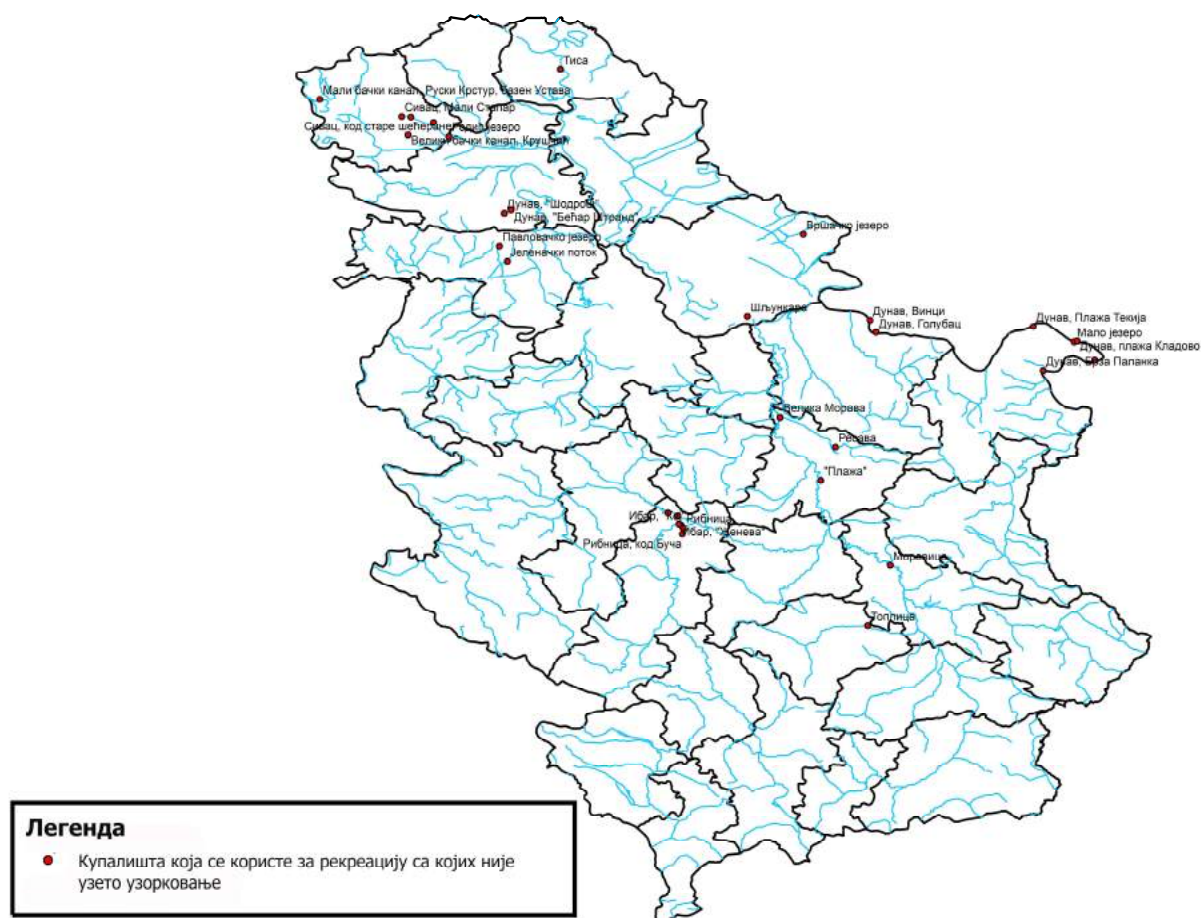 Тиса
Мали бачки канал, Руски Крстур, базен Устава
Сивац, Мали Стапар
Сивац, код старе шећеране
језеро
Велики бачки канал, Крушчић
Дунав, "Шодрош"
Дунав, "Бећар Штранд"
Вршачко језеро
Павловачко језеро
Јеленачки поток
Шљункара
Дунав, Винци
Дунав, Голубац
Дунав, Плажа Текија
Мало језеро
Дунав, плажа Кладово
Дунав, Брза Паланка
Велика Морава
Ресава
"Плажа"
Ибар,
Рибница
Ибар, "Женева"
Рибница, код Буча
Моравица
Топлица
Легенда
Купалишта која се користе за рекреацију са којих није
узето узорковање